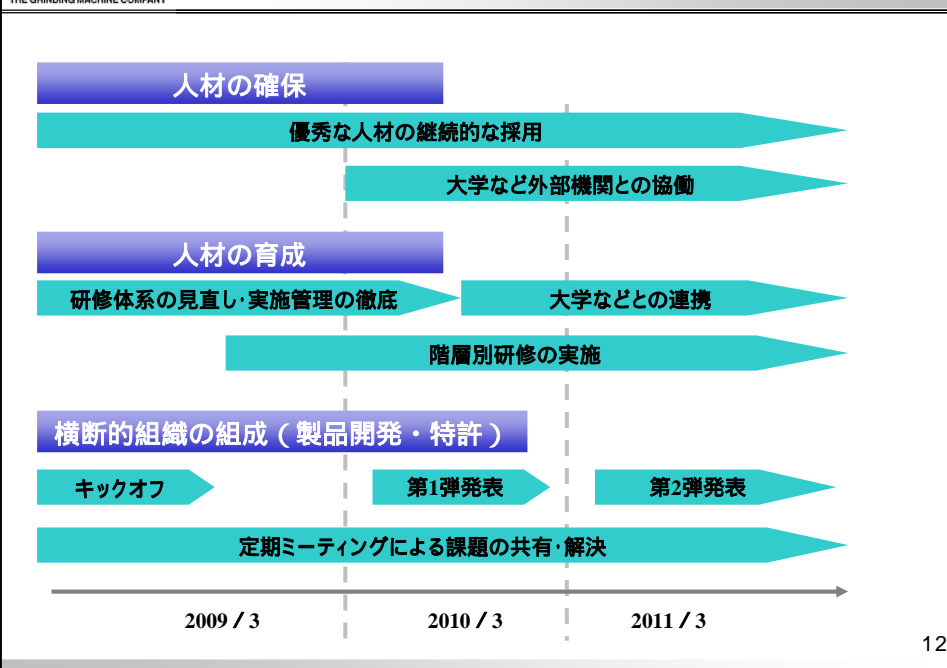 THE GRINDING MACHINE COMPANY
人材の確保
優秀な人材の継続的な採用
大学など外部機関との協働
人材の育成
研修体系の見直し・実施管理の徹底
大学などとの連携
階層別研修の実施
横断的組織の組成（製品開発・特許）
キックオフ
第1弾発表
第2弾発表
定期ミーティングによる課題の共有・解決
2009／3
2010／3
2011／3
12